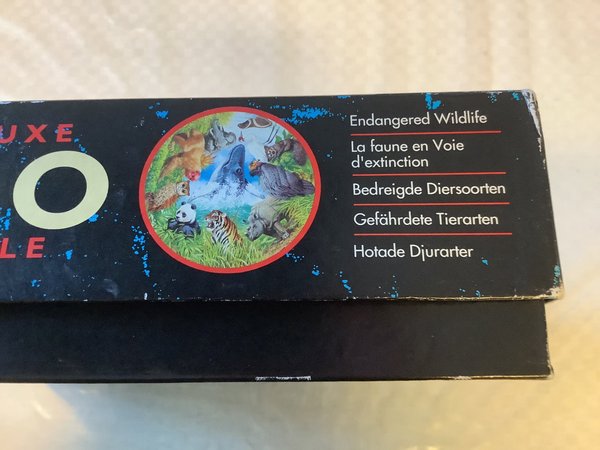 UXE
O
LE
Endangered Wildlife
La faune en Voie
d'extinction
Bedreigde Diersoorten
Gefährdete Tierarten
Hotade Djurarter